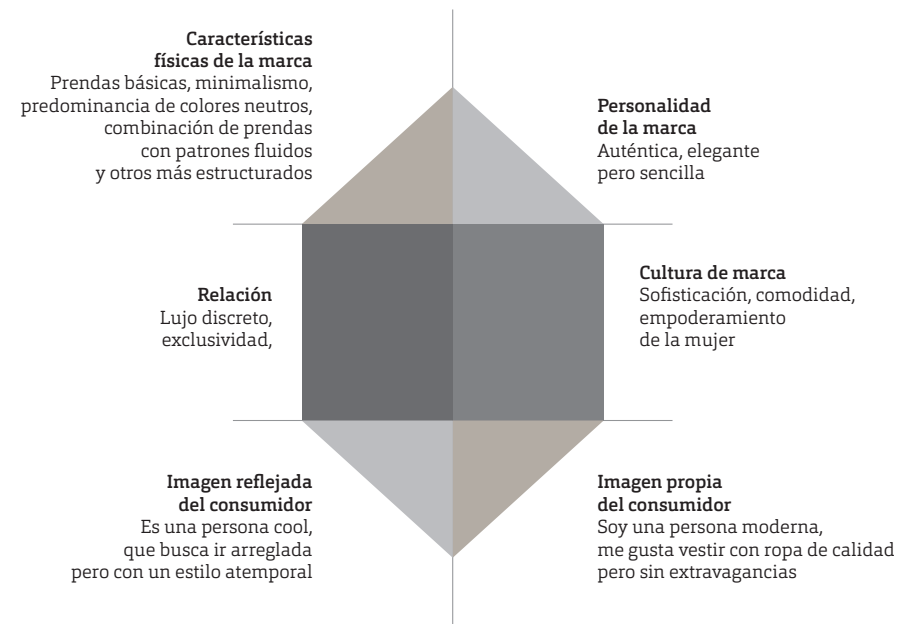 Características
físicas de la marca
Prendas básicas, minimalismo,
predominancia de colores neutros,
combinación de prendas
con patrones fluidos
y otros más estructurados
Personalidad
de la marca
Auténtica, elegante
pero sencilla
Relación
Lujo discreto,
exclusividad,
Cultura de marca
Sofisticación, comodidad,
empoderamiento
de la mujer
Imagen reflejada
del consumidor
Es una persona cool,
que busca ir arreglada
pero con un estilo atemporal
Imagen propia
del consumidor
Soy una persona moderna,
me gusta vestir con ropa de calidad
pero sin extravagancias